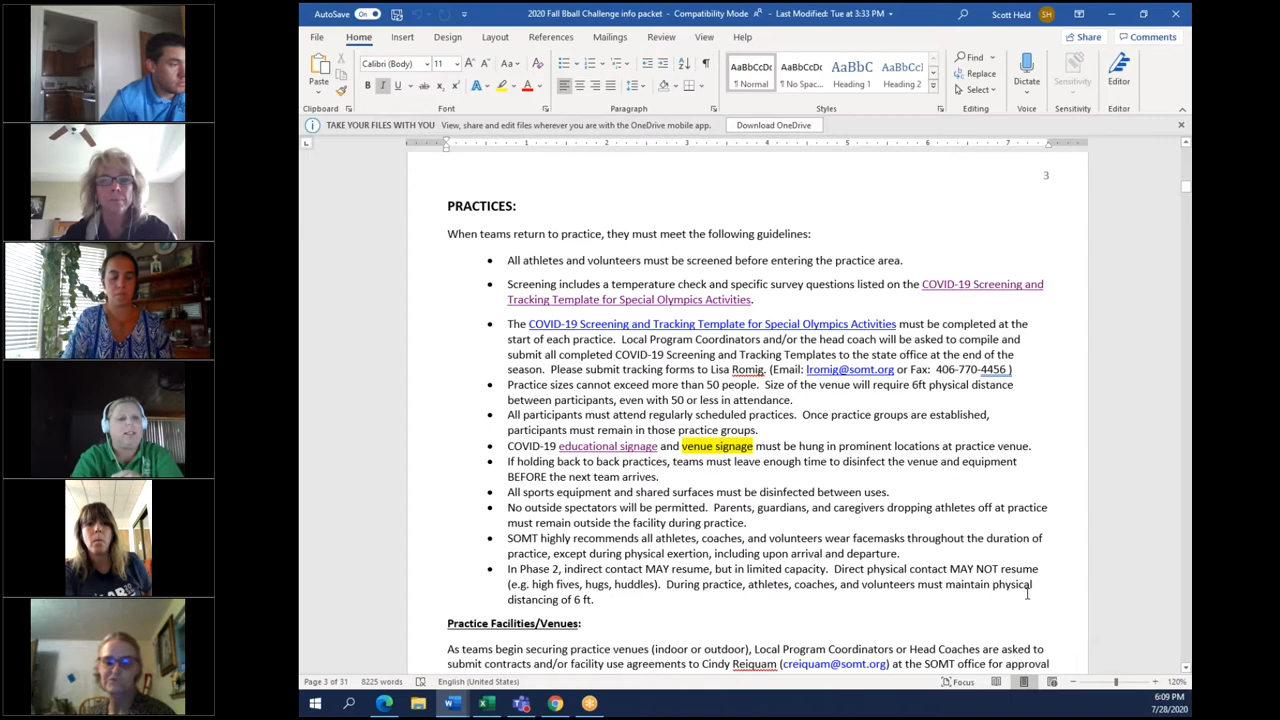 AutoSave
On
2020 Fall Bball Challenge info packet - Compatibility Mode
Last Modified: Tue at 3:33 PM
Scott Held
SH
File
Home
Insert
Design
Layout
References
Mailings
Review
View
Help
Share
Comments
Paste
Calibri (Body)
11
Aa
B
I
U
ab
x
x
A
A
AaBbCcDc
AaBbCcDc
AaBbC
AaBbCcl
Normal
No Spac...
Heading 1
Heading 2
Find
Replace
Select
Dictate
Sensitivity
Editor
Clipboard
Font
Paragraph
Styles
Editing
Voice
Sensitivity
Editor
TAKE YOUR FILES WITH YOU View, share and edit files wherever you are with the OneDrive mobile app.
Download OneDrive
1 2 3 4 5 6 7
3
PRACTICES:
When teams return to practice, they must meet the following guidelines:
• All athletes and volunteers must be screened before entering the practice area.
• Screening includes a temperature check and specific survey questions listed on the COVID-19 Screening and
Tracking Template for Special Olympics Activities.
• The COVID-19 Screening and Tracking Template for Special Olympics Activities must be completed at the
start of each practice. Local Program Coordinators and/or the head coach will be asked to compile and
submit all completed COVID-19 Screening and Tracking Templates to the state office at the end of the
season. Please submit tracking forms to Lisa Romig. (Email: lromig@somt.org or Fax: 406-770-4456 )
• Practice sizes cannot exceed more than 50 people. Size of the venue will require 6ft physical distance
between participants, even with 50 or less in attendance.
• All participants must attend regularly scheduled practices. Once practice groups are established,
participants must remain in those practice groups.
• COVID-19 educational signage and venue signage must be hung in prominent locations at practice venue.
• If holding back to back practices, teams must leave enough time to disinfect the venue and equipment
BEFORE the next team arrives.
• All sports equipment and shared surfaces must be disinfected between uses.
• No outside spectators will be permitted. Parents, guardians, and caregivers dropping athletes off at practice
must remain outside the facility during practice.
• SOMT highly recommends all athletes, coaches, and volunteers wear facemasks throughout the duration of
practice, except during physical exertion, including upon arrival and departure.
• In Phase 2, indirect contact MAY resume, but in limited capacity. Direct physical contact MAY NOT resume
(e.g. high fives, hugs, huddles). During practice, athletes, coaches, and volunteers must maintain physical
distancing of 6 ft.
Practice Facilities/Venues:
As teams begin securing practice venues (indoor or outdoor), Local Program Coordinators or Head Coaches are asked to
submit contracts and/or facility use agreements to Cindy Reiquam (creiquam@somt.org) at the SOMT office for approval
Page 3 of 31
8225 words
English (United States)
Focus
120%
6:09 PM
7/28/2020